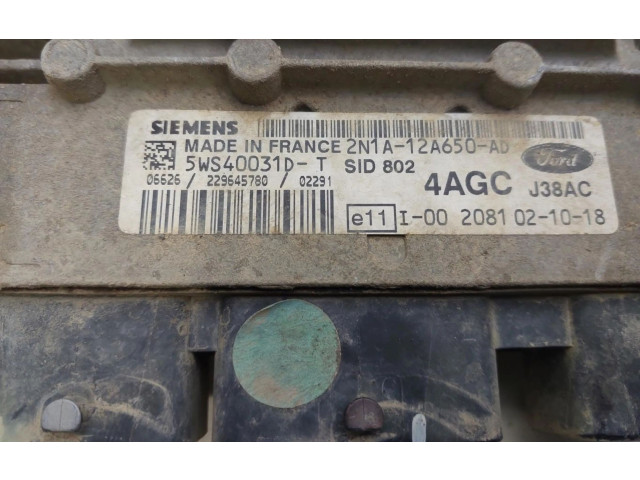 SIEMENS
MADE IN FRANCE 2N1A-12A650-AD
5WS40031D-T SID 802
06626 / 229645780 / 02291
4AGC J38AC
e11 I-00 2081 02-10-18
Ford